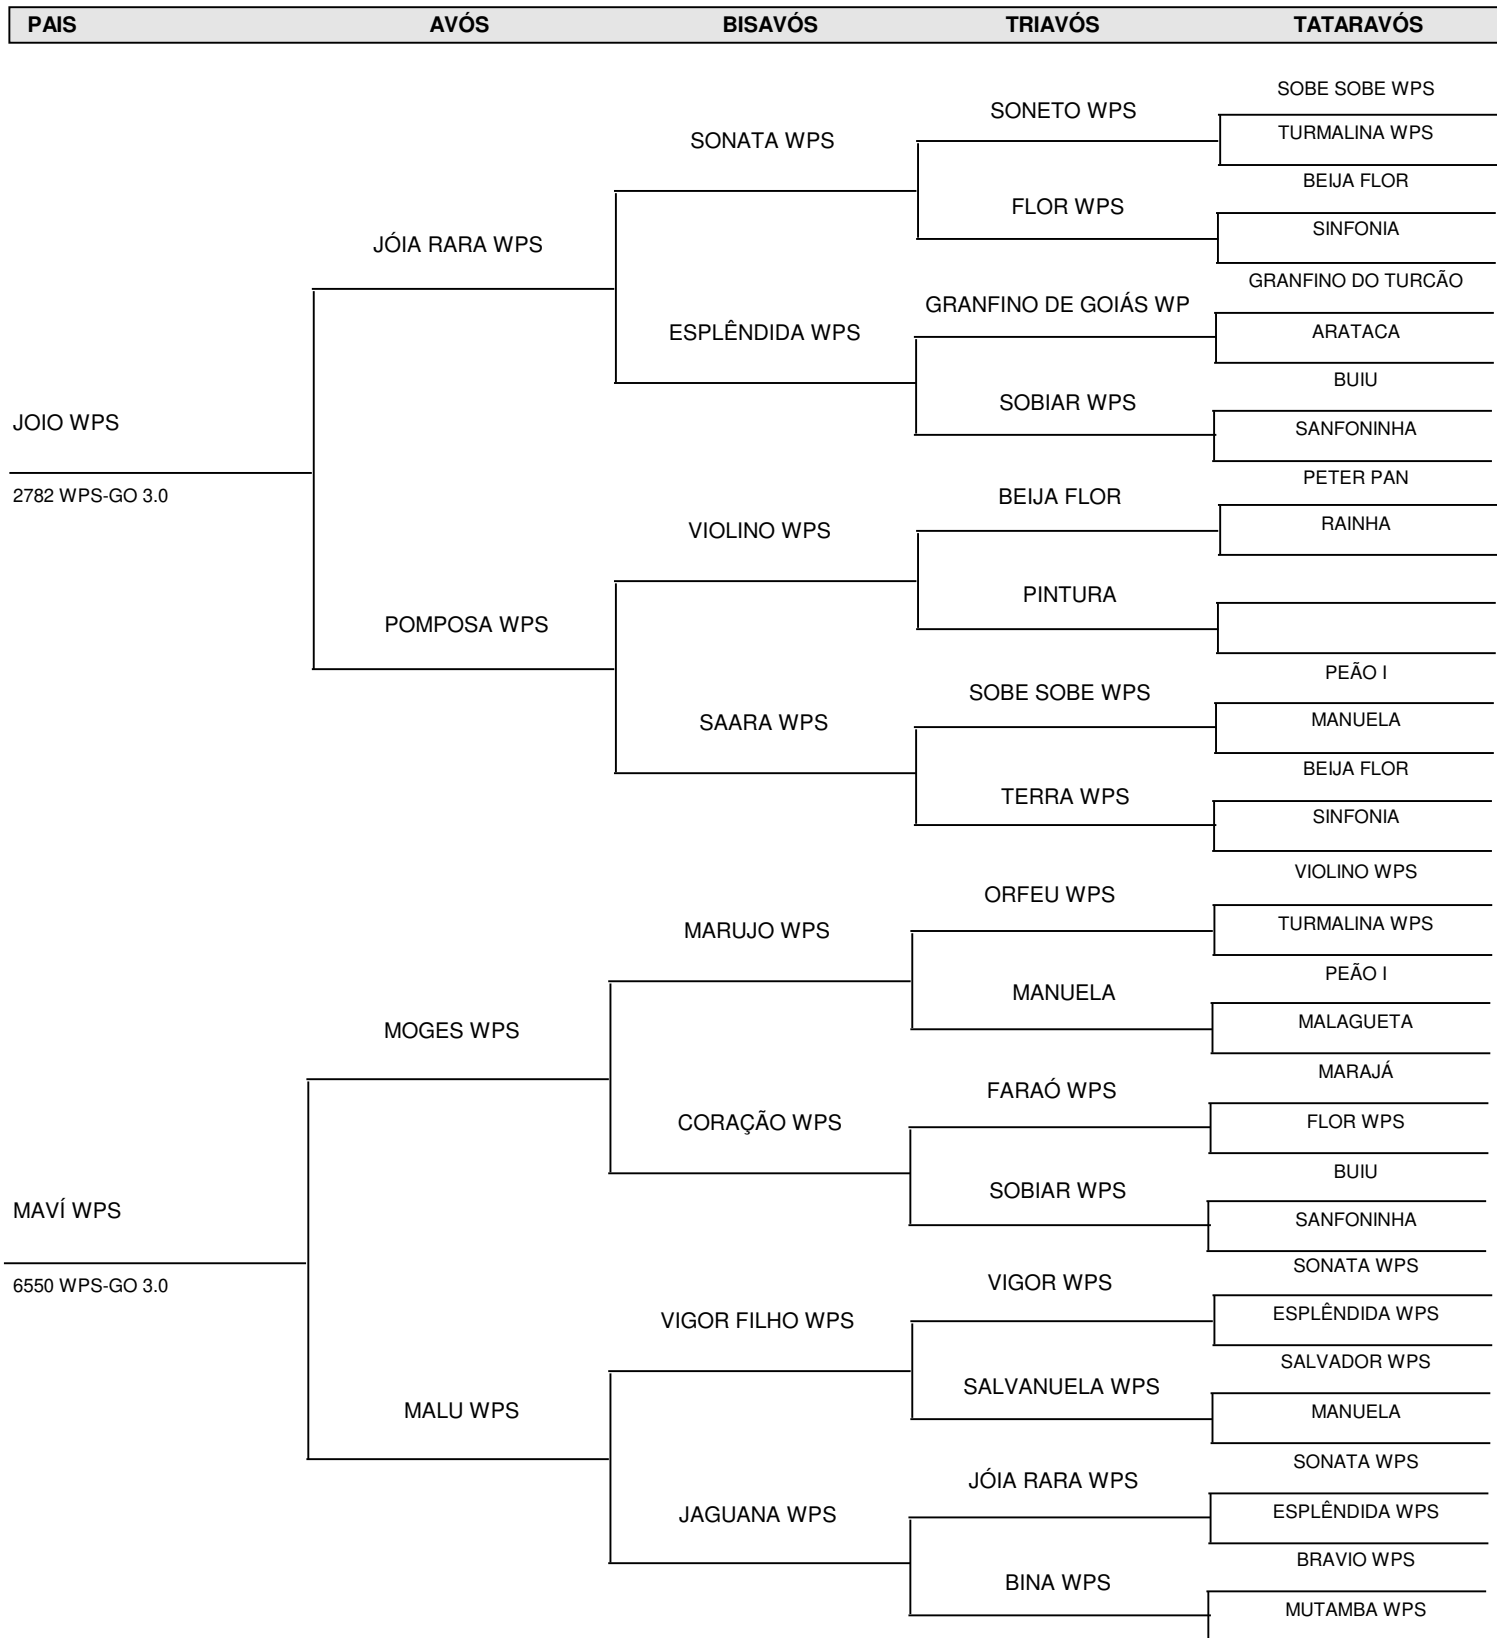 PAIS AVÓS BISAVÓS TRIAVÓS TATARAVÓS
SOBE SOBE WPS
SONETO WPS
TURMALINA WPS
SONATA WPS
BEIJA FLOR
FLOR WPS
SINFONIA
JÓIA RARA WPS
GRANFINO DO TURCÃO
GRANFINO DE GOIÁS WP
ARATACA
ESPLÊNDIDA WPS
BUIU
SOBIAR WPS
SANFONINHA
JOIO WPS
2782 WPS-GO 3.0
PETER PAN
BEIJA FLOR
RAINHA
VIOLINO WPS
PINTURA
POMPOSA WPS
PEÃO I
SOBE SOBE WPS
MANUELA
SAARA WPS
BEIJA FLOR
TERRA WPS
SINFONIA
VIOLINO WPS
ORFEU WPS
TURMALINA WPS
MARUJO WPS
PEÃO I
MANUELA
MALAGUETA
MOGES WPS
MARAJÁ
FARAÓ WPS
FLOR WPS
CORAÇÃO WPS
BUIU
SOBIAR WPS
SANFONINHA
MAVÍ WPS
6550 WPS-GO 3.0
SONATA WPS
VIGOR WPS
ESPLÊNDIDA WPS
VIGOR FILHO WPS
SALVADOR WPS
SALVANUELA WPS
MANUELA
MALU WPS
SONATA WPS
JÓIA RARA WPS
ESPLÊNDIDA WPS
JAGUANA WPS
BRAVIO WPS
BINA WPS
MUTAMBA WPS